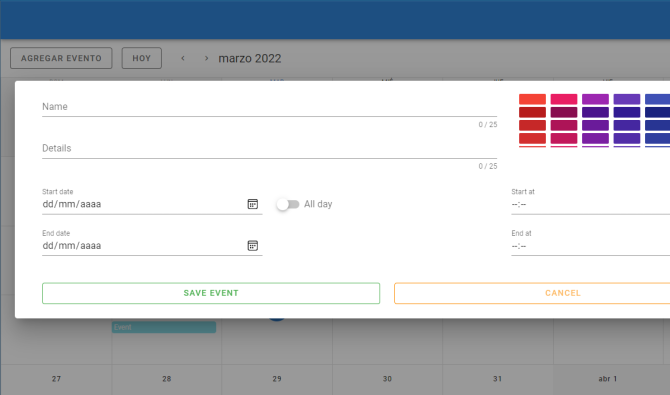 AGREGAR EVENTO HOY ‹ › marzo 2022
Name
0 / 25
Details
0 / 25
Start date
dd/mm/aaaa
All day
Start at
--:--
End date
dd/mm/aaaa
End at
--:--
SAVE EVENT CANCEL
Event
27 28 29 30 31 abr 1